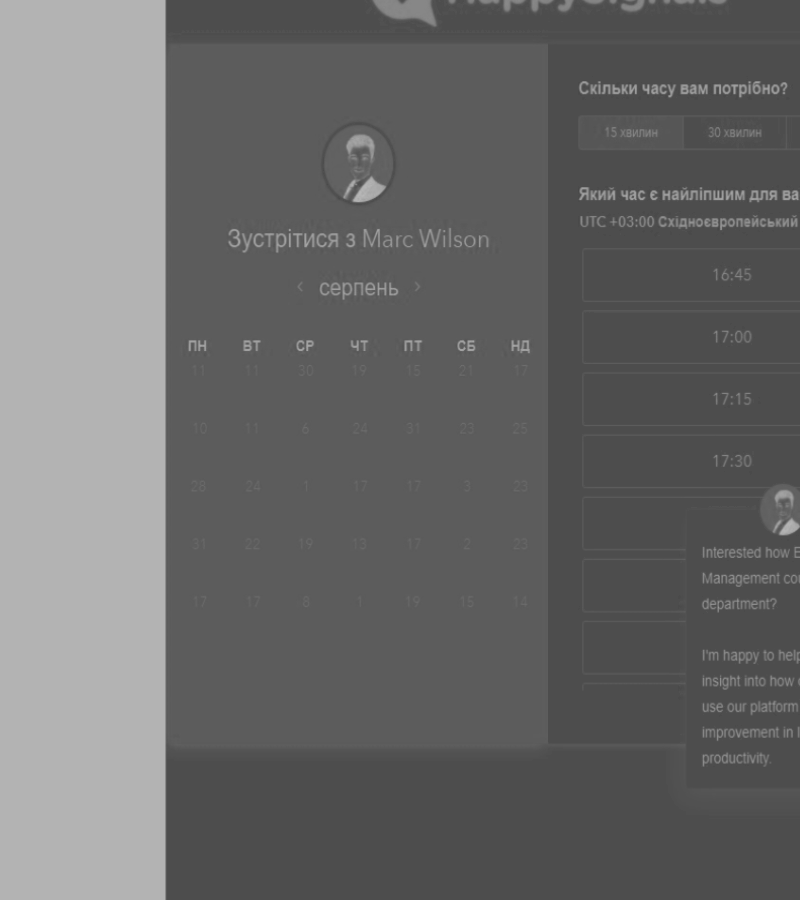 HappySignals
Зустрітися з Marc Wilson
‹ серпень ›
ПН ВТ СР ЧТ ПТ СБ НД
11 11 30 19 15 21 17
10 11 6 24 31 23 25
28 24 1 17 17 3 23
31 22 19 13 17 2 23
17 17 3 1 19 15 14
Скільки часу вам потрібно?
15 хвилин 30 хвилин
Який час є найліпшим для ва
UTC +03:00 Східноєвропейський
16:45
17:00
17:15
17:30
Interested how E
Management co
department?
I'm happy to help
insight into how
use our platform
improvement in
productivity.